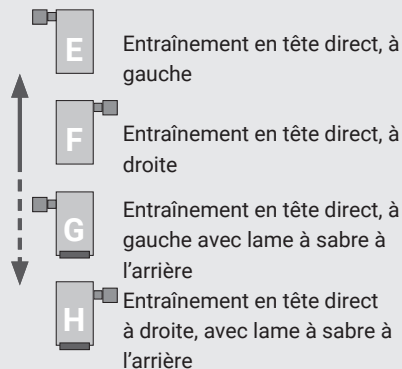 E
Entraînement en tête direct, à
gauche
F
Entraînement en tête direct, à
droite
G
Entraînement en tête direct, à
gauche avec lame à sabre à
l’arrière
H
Entraînement en tête direct
à droite, avec lame à sabre à
l’arrière